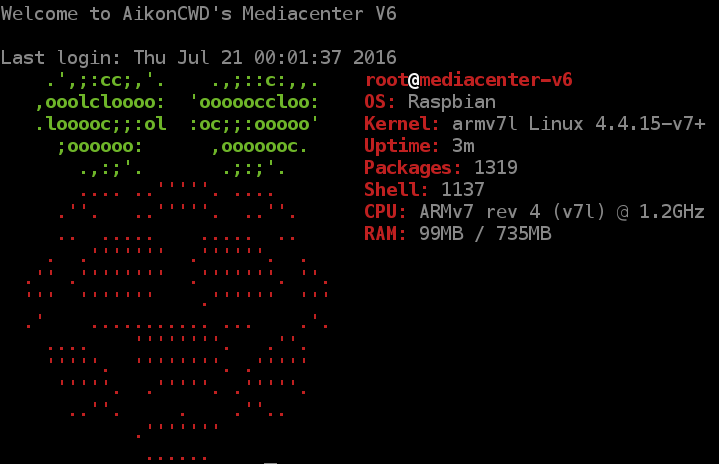 Welcome to AikonCWD's Mediacenter V6
Last login: Thu Jul 21 00:01:37 2016
root@mediacenter-v6
OS: Raspbian
Kernel: armv7l Linux 4.4.15-v7+
Uptime: 3m
Packages: 1319
Shell: 1137
CPU: ARMv7 rev 4 (v7l) @ 1.2GHz
RAM: 99MB / 735MB